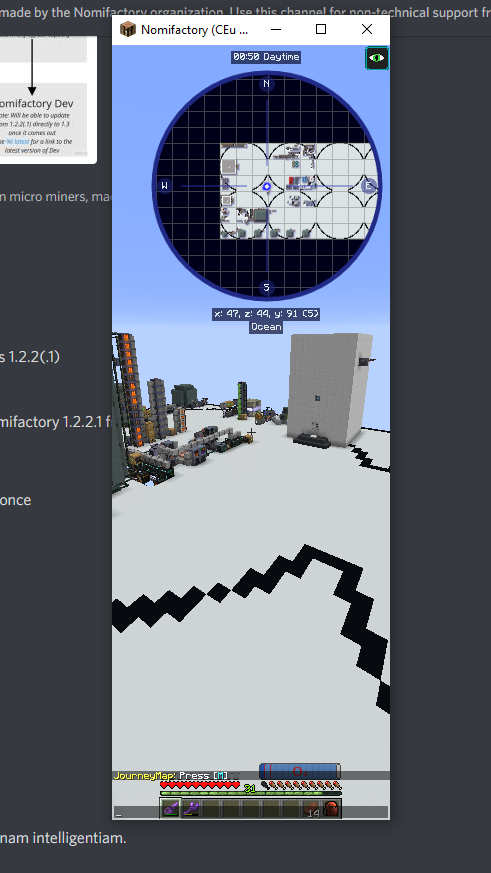 made by the Nomifactory organization. Use this channel for non-technical support fr
Nomifactory (CEu ...
omifactory Dev
ote: Will be able to update
om 1.2.2(.1) directly to 1.3
once it comes out
latest for a link to the
latest version of Dev
m micro miners, mad
00:50 Daytime
N
W
E
S
x: 47, z: 44, y: 91 (5)
Ocean
s 1.2.2(.1)
mifactory 1.2.2.1 f
once
JourneyMap: Press [M]
14
nam intelligentiam.